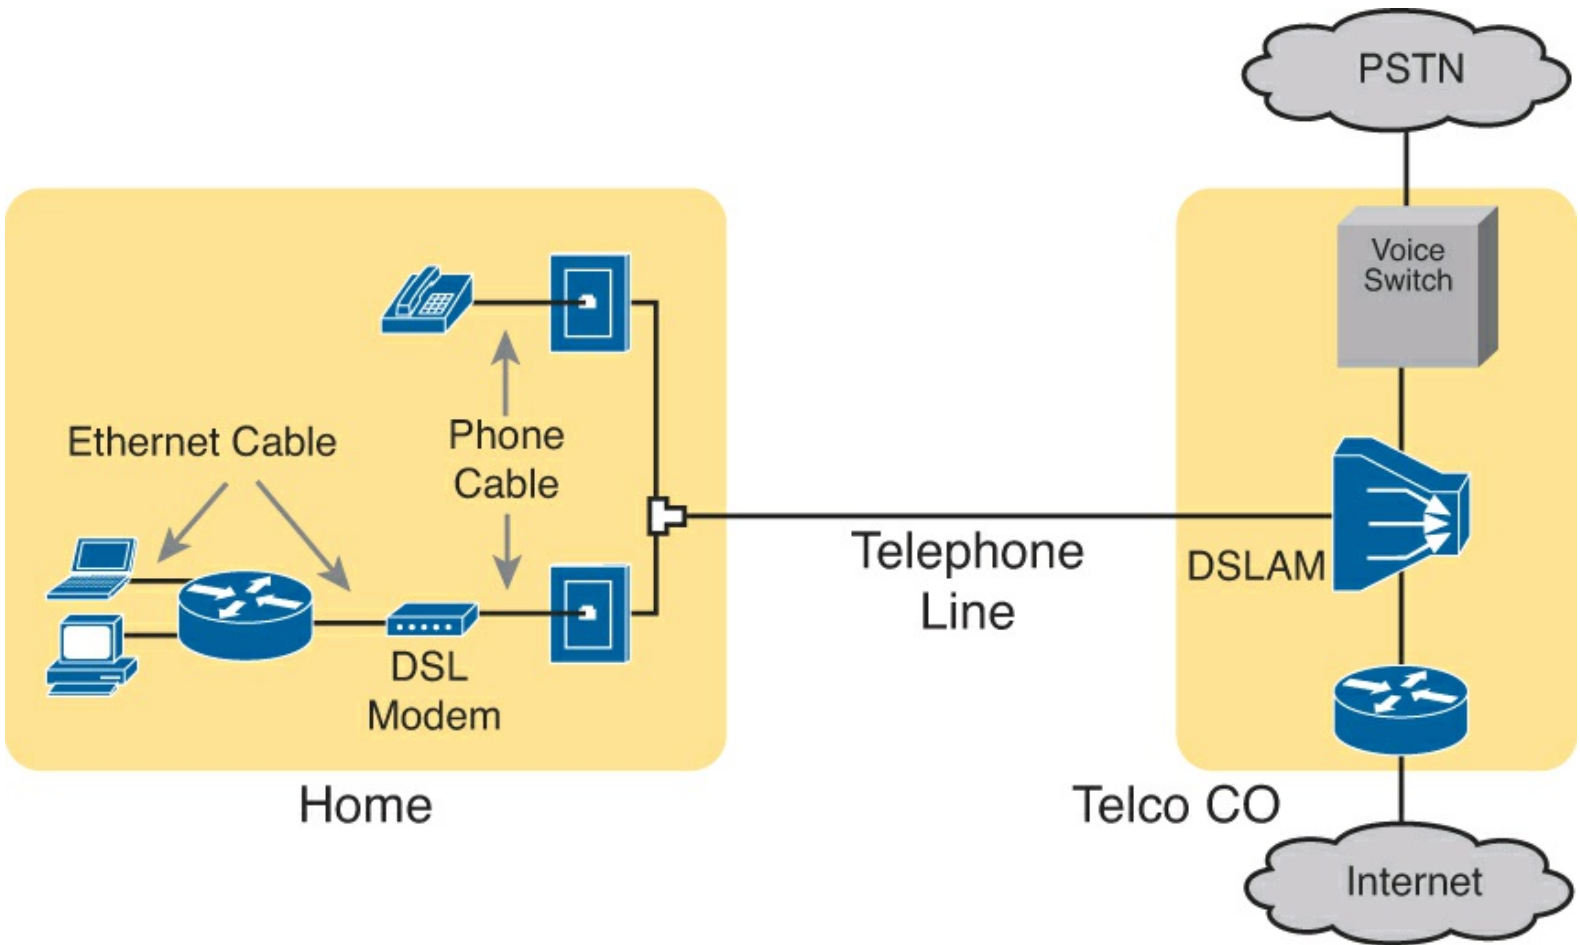 PSTN
Voice
Switch
Ethernet Cable
Phone
Cable
Telephone
Line
DSLAM
DSL
Modem
Home
Telco CO
Internet